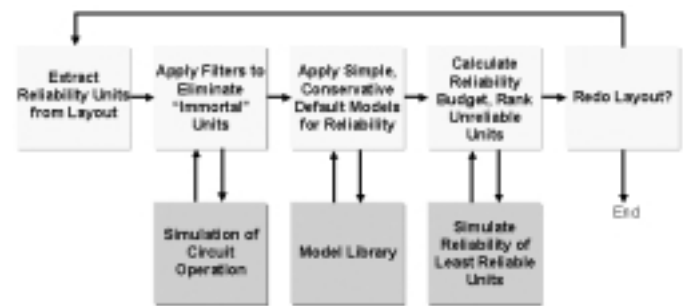 Extract
Reliability Units
from Layout
Apply Filters to
Eliminate
"Immortal"
Units
Apply Simple,
Conservative
Default Models
for Reliability
Calculate
Reliability
Budget, Rank
Unreliable
Units
Redo Layout?
End
Simulation of
Circuit
Operation
Model Library
Simulate
Reliability of
Least Reliable
Units